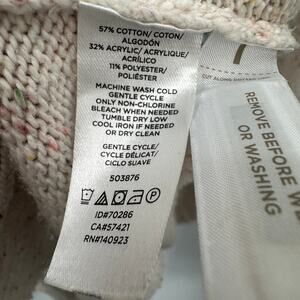 57% COTTON/ COTON/
ALGODÓN
32% ACRYLIC/ ACRYLIQUE/
ACRÍLICO
11% POLYESTER/
POLIÉSTER
MACHINE WASH COLD
GENTLE CYCLE
ONLY NON-CHLORINE
BLEACH WHEN NEEDED
TUMBLE DRY LOW
COOL IRON IF NEEDED
OR DRY CLEAN
GENTLE CYCLE/
CYCLE DÉLICAT/
CICLO SUAVE
503876
ID#70286
CA#57421
RN#140923
CUT ALONG
REMOVE BEFORE W
OR WASHING